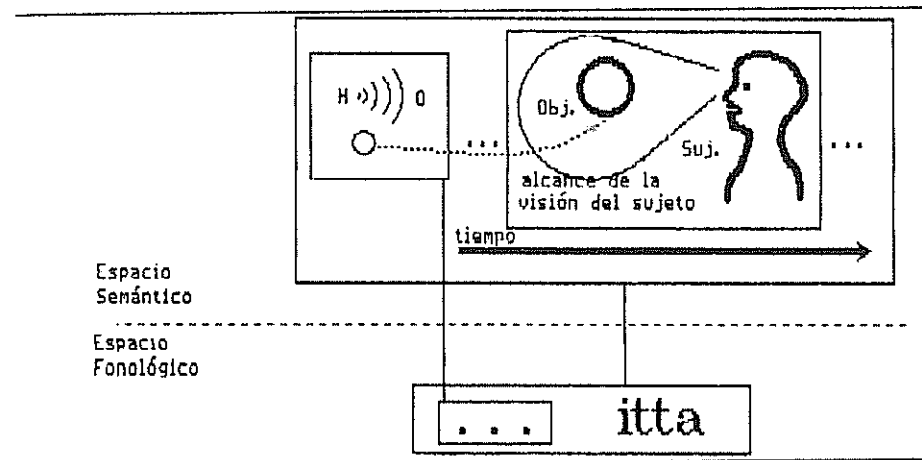 H O
Obj.
...
Suj.
...
alcance de la
visión del sujeto
tiempo
Espacio
Semántico
Espacio
Fonológico
. . .
itta